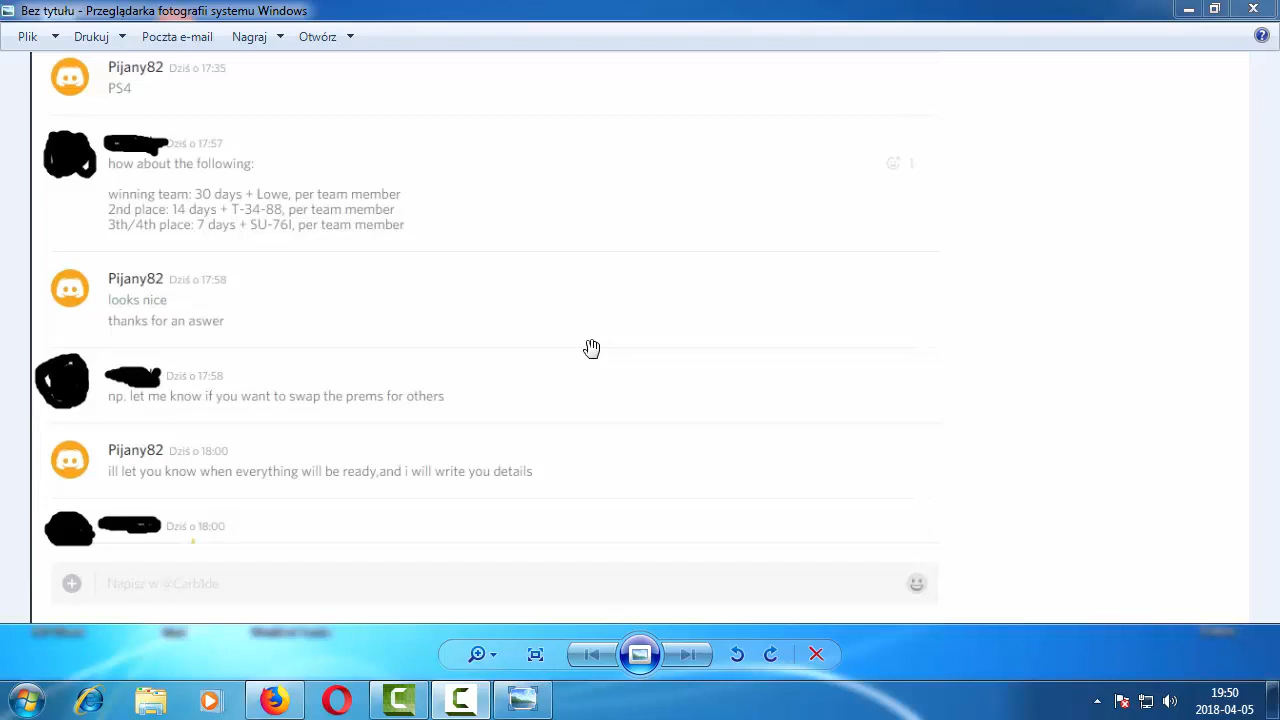 Bez tytułu - Przeglądarka fotografii systemu Windows
Plik Drukuj Poczta e-mail Nagraj Otwórz
Pijany82 Dziś o 17:35
PS4
Dziś o 17:57
how about the following:
winning team: 30 days + Lowe, per team member
2nd place: 14 days + T-34-88, per team member
3th/4th place: 7 days + SU-76I, per team member
Pijany82 Dziś o 17:58
looks nice
thanks for an aswer
Dziś o 17:58
np. let me know if you want to swap the prems for others
Pijany82 Dziś o 18:00
ill let you know when everything will be ready,and i will write you details
Dziś o 18:00
Napisz w @Carb1de
19:50
2018-04-05